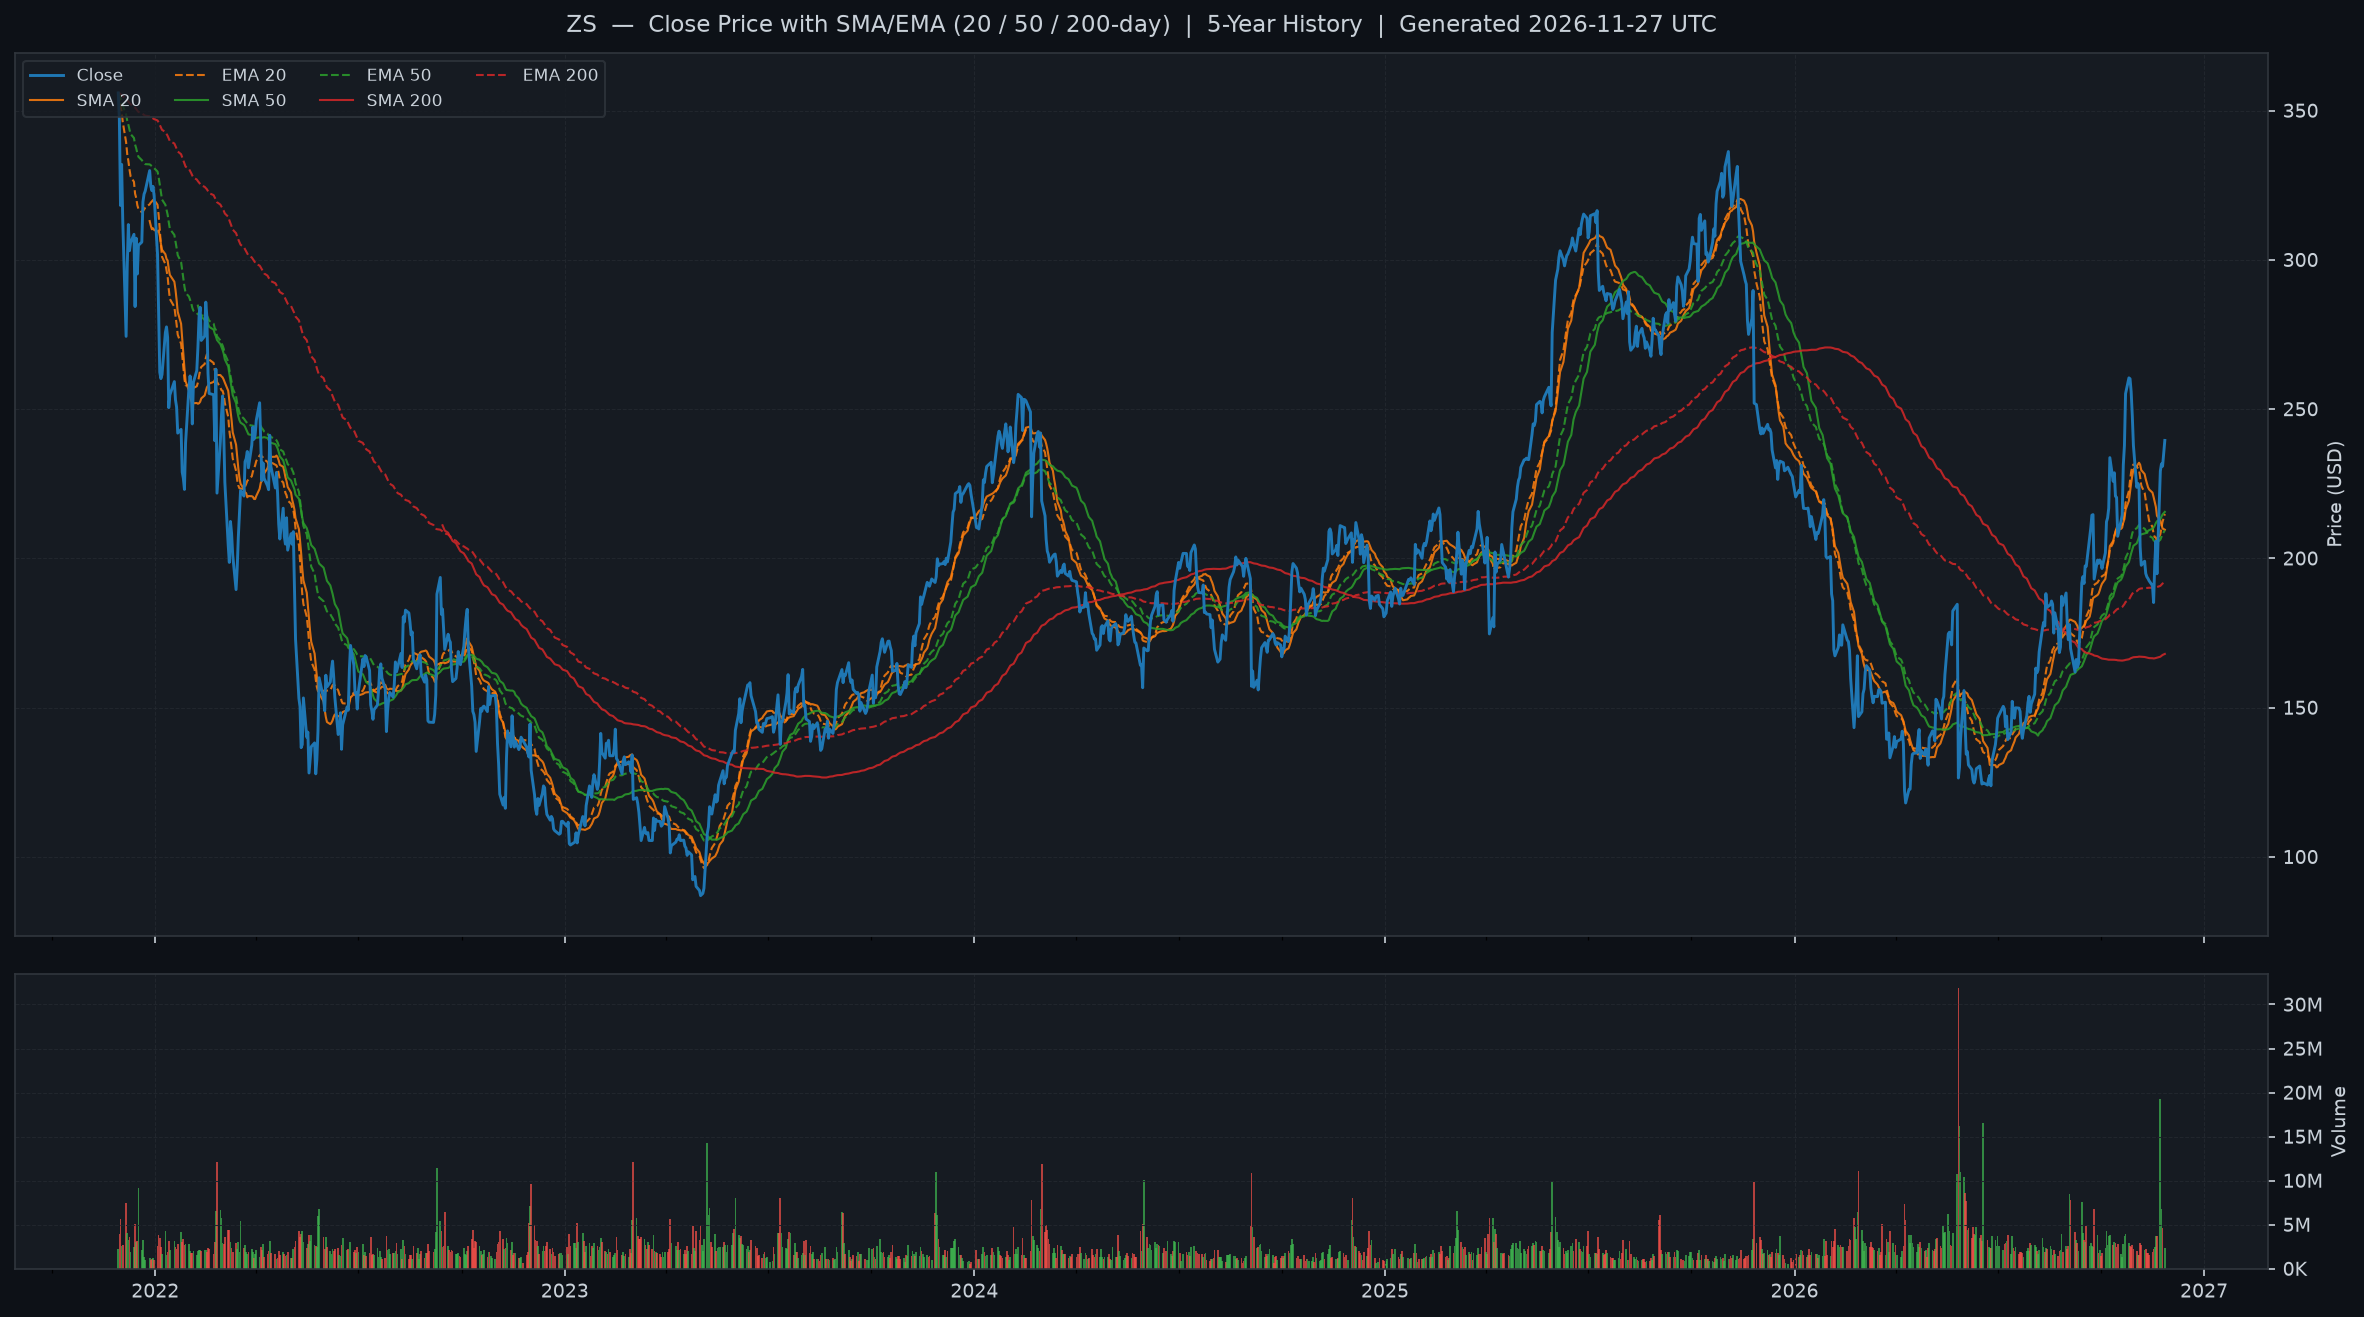 ZS — Close Price with SMA/EMA (20 / 50 / 200-day) | 5-Year History | Generated 2026-11-27 UTC
Close EMA 20 EMA 50 EMA 200
SMA 20 SMA 50 SMA 200
350
300
250
200
150
100
Price (USD)
30M
25M
20M
15M
10M
5M
0K
Volume
2022 2023 2024 2025 2026 2027